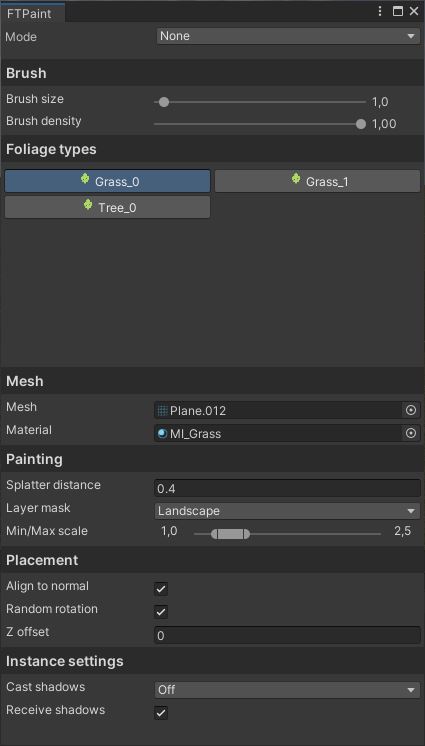 FTPaint
Mode None
Brush
Brush size 1,0
Brush density 1,00
Foliage types
Grass_0 Grass_1
Tree_0
Mesh
Mesh Plane.012
Material MI_Grass
Painting
Splatter distance 0.4
Layer mask Landscape
Min/Max scale 1,0 2,5
Placement
Align to normal
Random rotation
Z offset 0
Instance settings
Cast shadows Off
Receive shadows